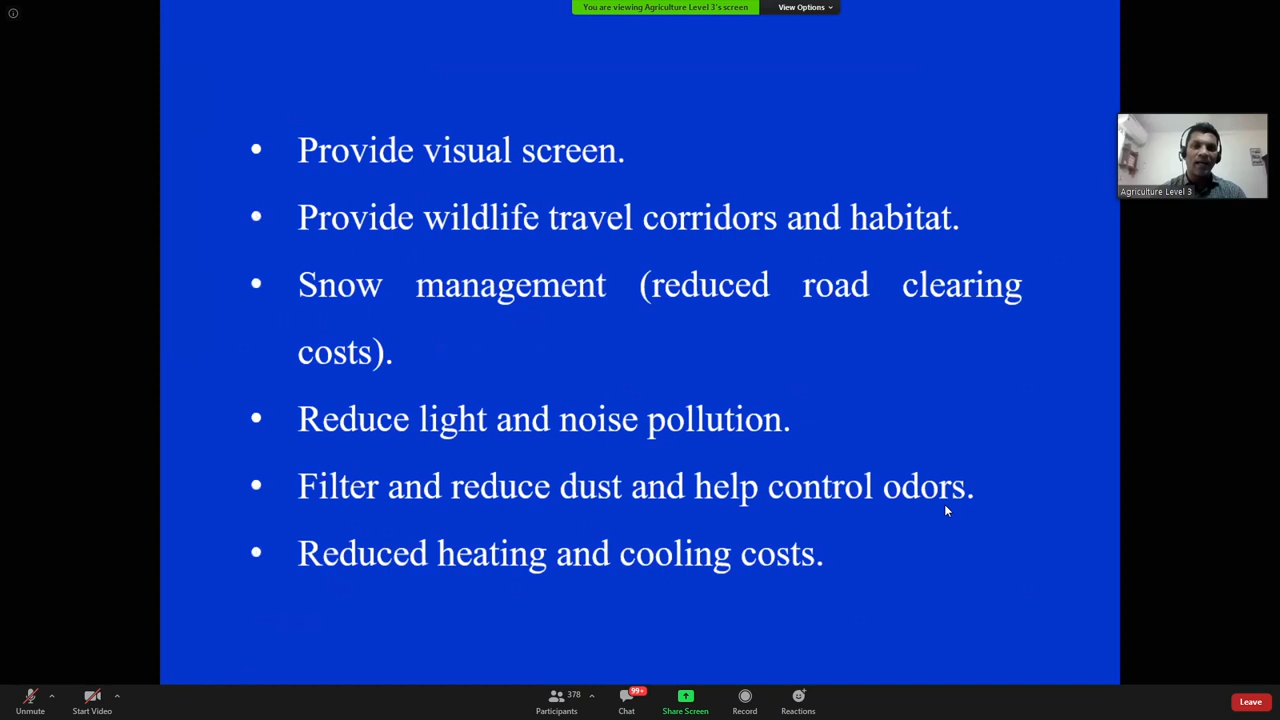 You are viewing Agriculture Level 3's screen
View Options
• Provide visual screen.
• Provide wildlife travel corridors and habitat.
• Snow management (reduced road clearing
costs).
• Reduce light and noise pollution.
• Filter and reduce dust and help control odors.
• Reduced heating and cooling costs.
Agriculture Level 3
Unmute
Start Video
378
Participants
99+
Chat
Share Screen
Record
Reactions
Leave